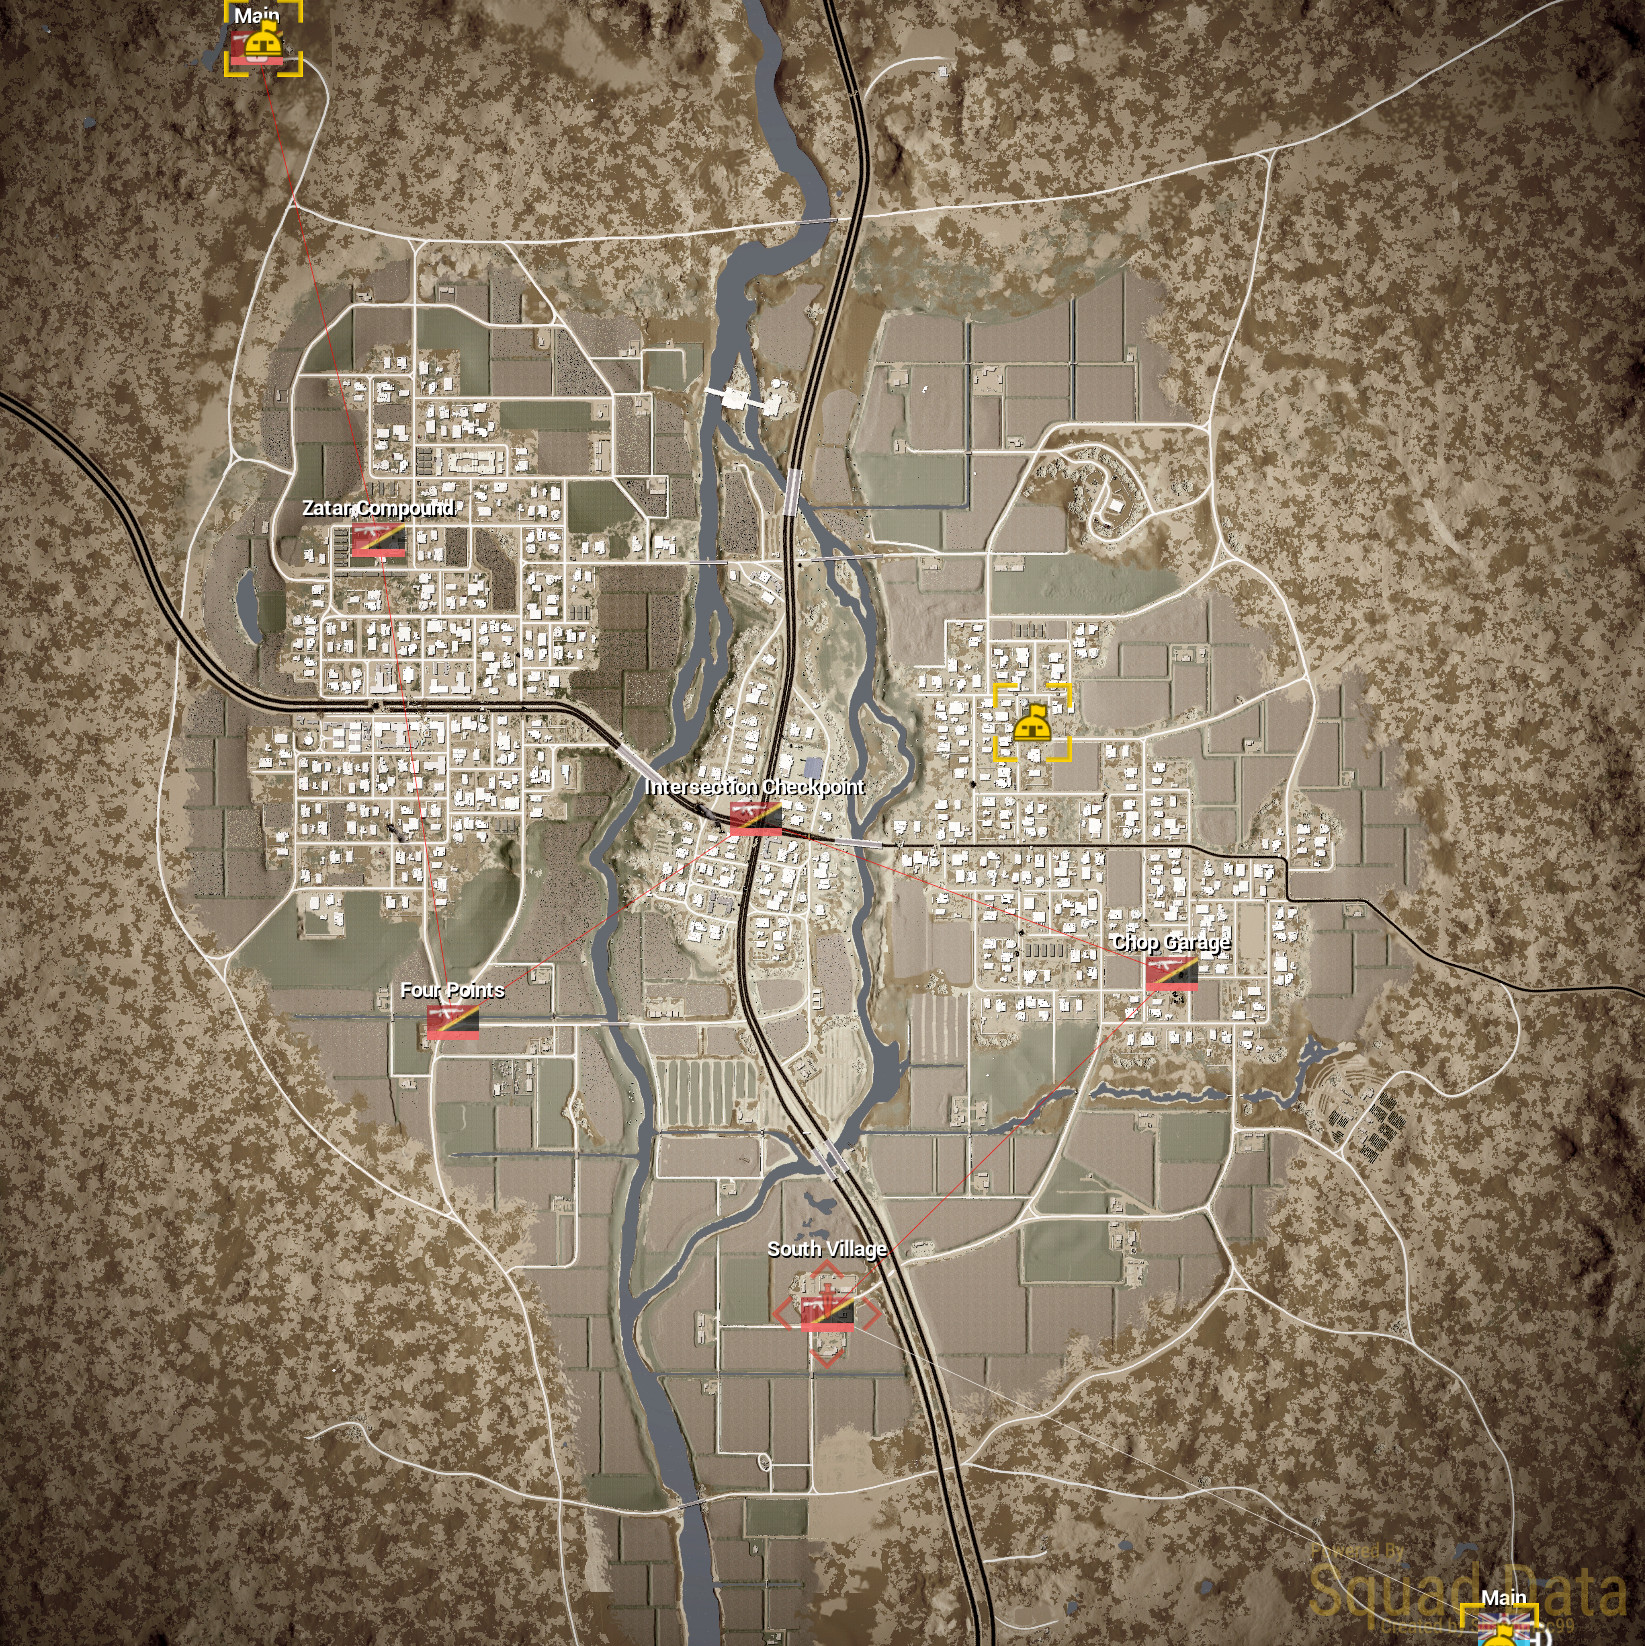 Main
Zatar Compound
Intersection Checkpoint
Chop Garage
Four Points
South Village
Powered By
Squad Data
Main